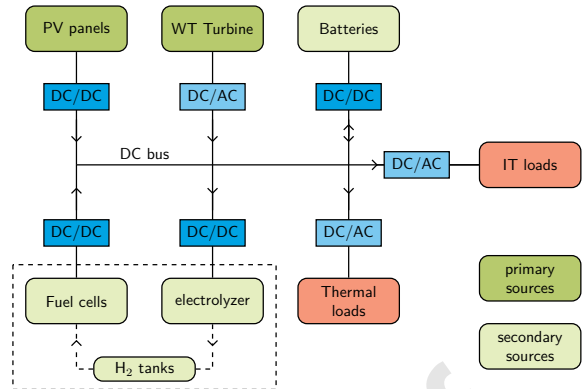 PV panels
WT Turbine
Batteries
DC/DC
DC/AC
DC/DC
DC bus
DC/AC
IT loads
DC/DC
DC/DC
DC/AC
Fuel cells
electrolyzer
Thermal
loads
primary
sources
H₂ tanks
secondary
sources